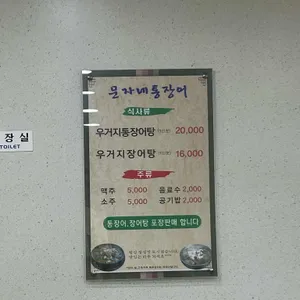 문자네통장어
식사류
우거지통장어탕 20,000
우거지장어탕 16,000
주류
맥주 5,000 음료수 2,000
소주 5,000 공기밥 2,000
통장어,장어탕 포장판매 합니다
장실
TOILET